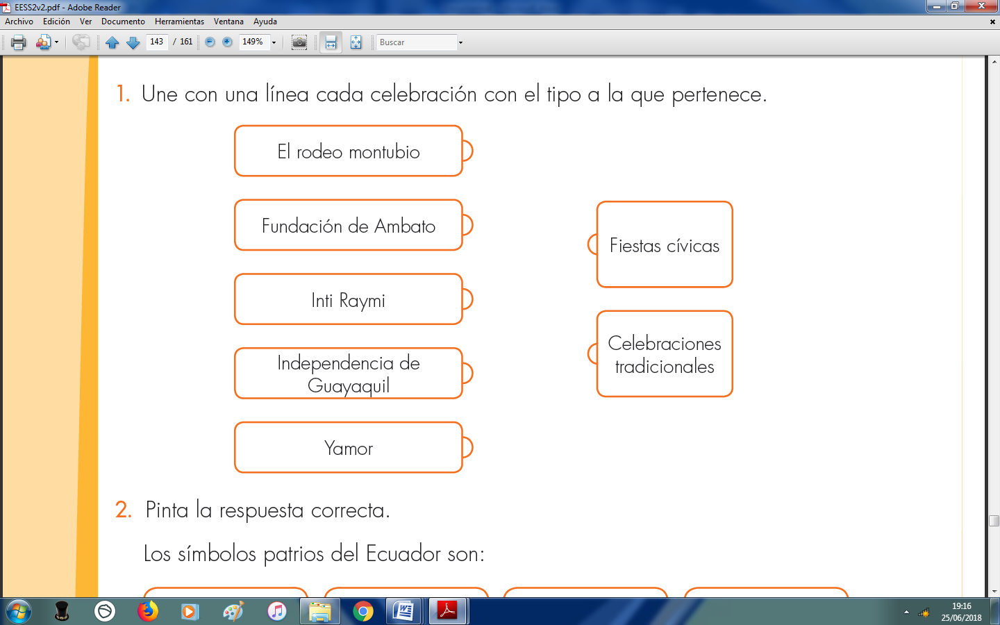 EESS2v2.pdf - Adobe Reader
Archivo Edición Ver Documento Herramientas Ventana Ayuda
143 / 161 149% Buscar
1. Une con una línea cada celebración con el tipo a la que pertenece.
El rodeo montubio
Fundación de Ambato
Inti Raymi
Independencia de
Guayaquil
Yamor
Fiestas cívicas
Celebraciones
tradicionales
2. Pinta la respuesta correcta.
Los símbolos patrios del Ecuador son:
19:16
25/06/2018